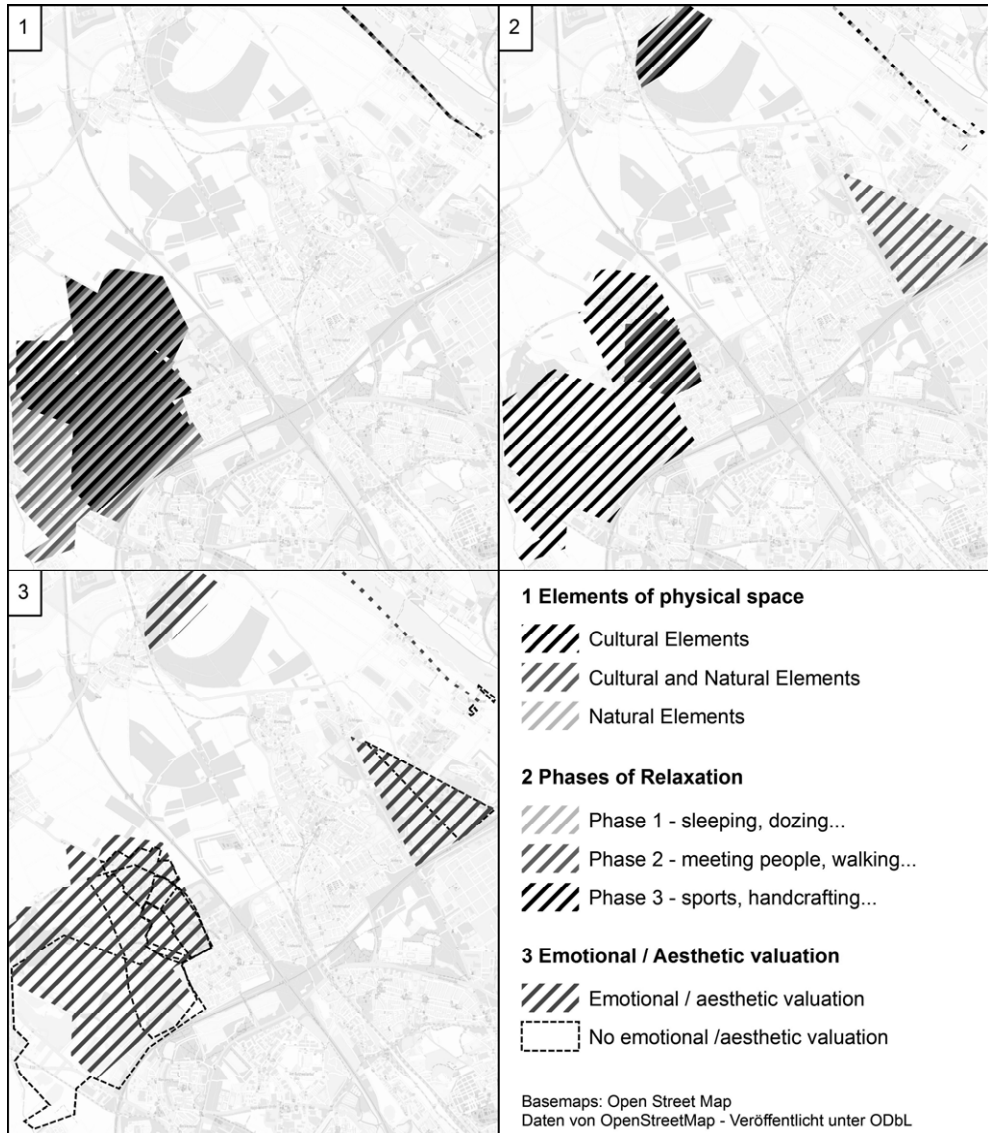 1
2
3
1 Elements of physical space
Cultural Elements
Cultural and Natural Elements
Natural Elements
2 Phases of Relaxation
Phase 1 - sleeping, dozing...
Phase 2 - meeting people, walking...
Phase 3 - sports, handcrafting...
3 Emotional / Aesthetic valuation
Emotional / aesthetic valuation
No emotional /aesthetic valuation
Basemaps: Open Street Map
Daten von OpenStreetMap - Veröffentlicht unter ODbL